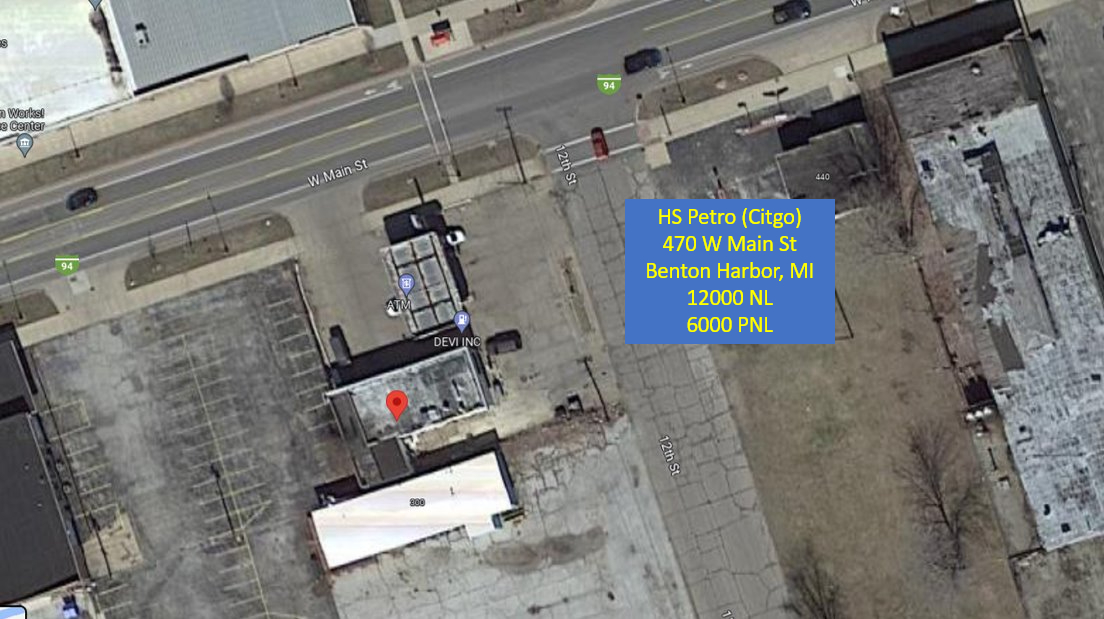 n Works!
e Center
94
12th St
W Main St
440
HS Petro (Citgo)
470 W Main St
Benton Harbor, MI
12000 NL
6000 PNL
94
ATM
DEVI INC
12th St
300